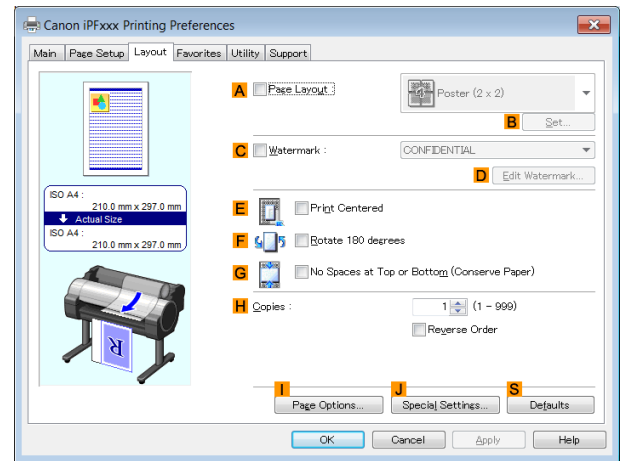 Canon iPFxxx Printing Preferences
Main Page Setup Layout Favorites Utility Support
A Page Layout : Poster (2 x 2)
B Set...
C Watermark : CONFIDENTIAL
D Edit Watermark...
ISO A4 :
210.0 mm x 297.0 mm
Actual Size
ISO A4 :
210.0 mm x 297.0 mm
E Print Centered
F Rotate 180 degrees
G No Spaces at Top or Bottom (Conserve Paper)
H Copies : 1 (1 - 999)
Reverse Order
R
I J S
Page Options... Special Settings... Defaults
OK Cancel Apply Help